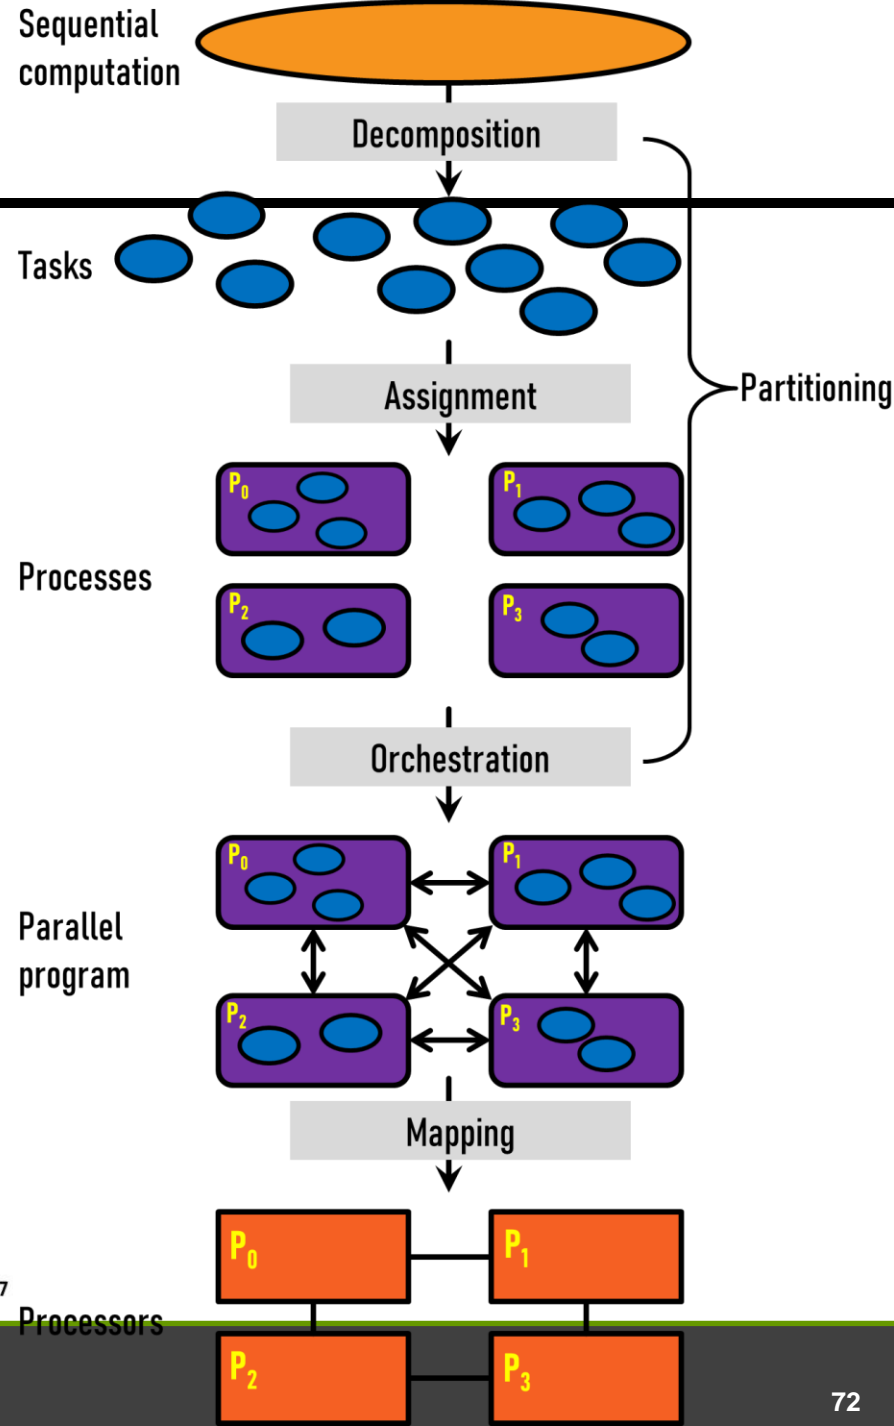 Sequential
computation
Decomposition
Tasks
Assignment
Partitioning
P0
P1
Processes
P2
P3
Orchestration
P0
P1
Parallel
program
P2
P3
Mapping
P0
P1
7
Processors
P2
P3
72